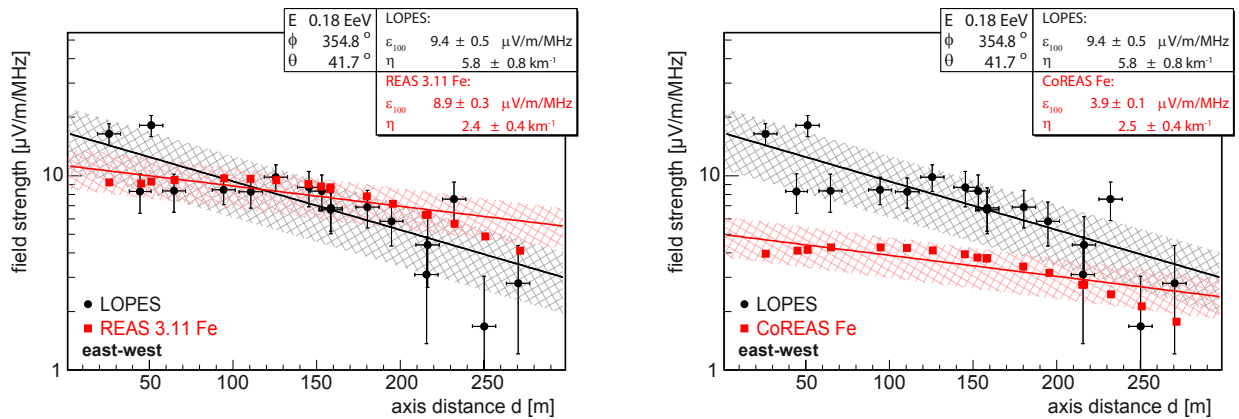 E 0.18 EeV
ϕ 354.8 °
θ 41.7 °
LOPES:
ε100 9.4 ± 0.5 μV/m/MHz
η 5.8 ± 0.8 km-1
REAS 3.11 Fe:
ε100 8.9 ± 0.3 μV/m/MHz
η 2.4 ± 0.4 km-1
field strength [μV/m/MHz]
10
1
LOPES
REAS 3.11 Fe
east-west
50 100 150 200 250
axis distance d [m]
E 0.18 EeV
ϕ 354.8 °
θ 41.7 °
LOPES:
ε100 9.4 ± 0.5 μV/m/MHz
η 5.8 ± 0.8 km-1
CoREAS Fe:
ε100 3.9 ± 0.1 μV/m/MHz
η 2.5 ± 0.4 km-1
field strength [μV/m/MHz]
10
1
LOPES
CoREAS Fe
east-west
50 100 150 200 250
axis distance d [m]